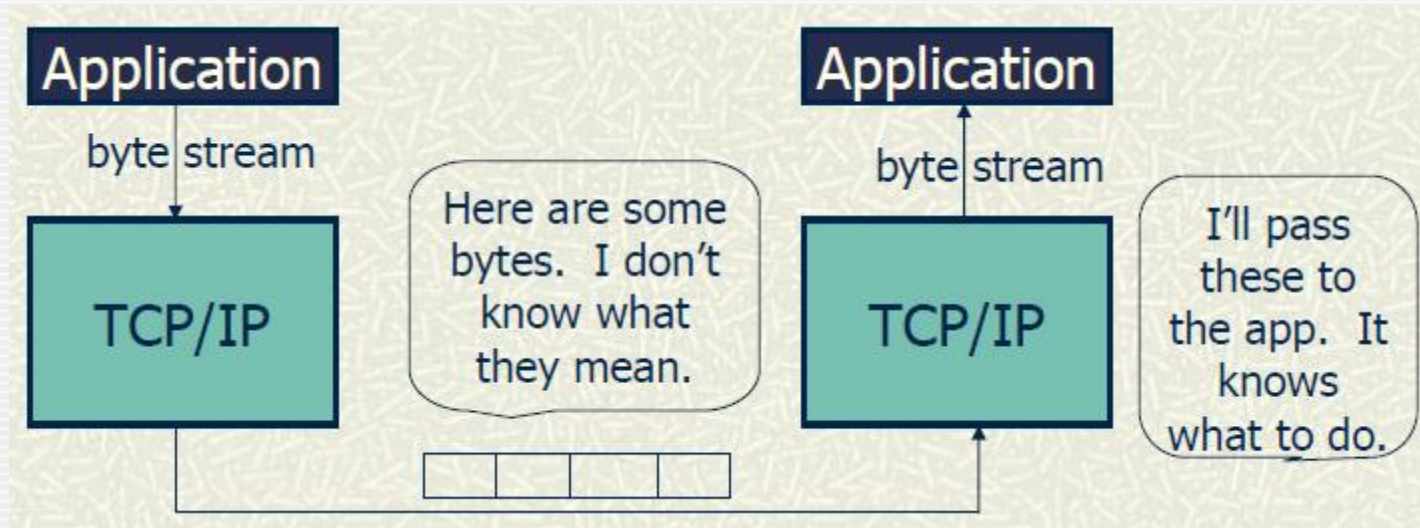 Application
byte stream
TCP/IP
Here are some
bytes. I don't
know what
they mean.
Application
byte stream
TCP/IP
I'll pass
these to
the app. It
knows
what to do.